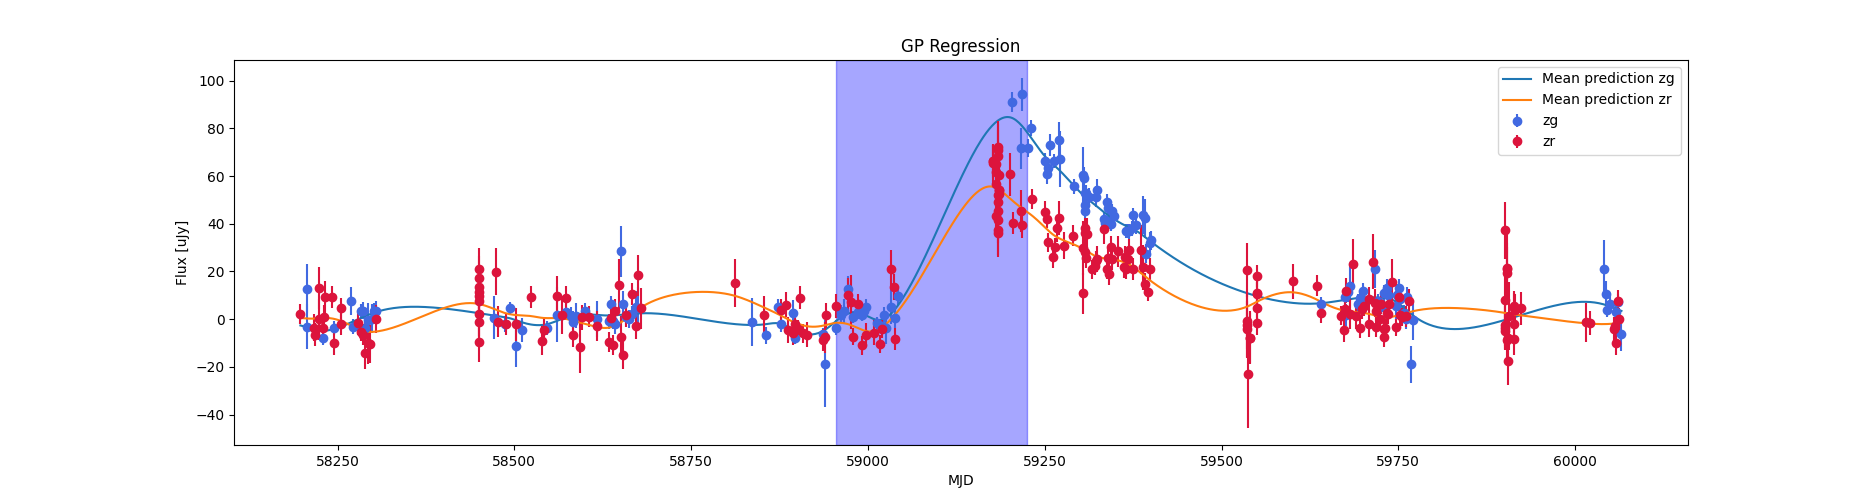 GP Regression
Flux [uJy]
100
80
60
40
20
0
−20
−40
58250 58500 58750 59000 59250 59500 59750 60000
MJD
Mean prediction zg
Mean prediction zr
zg
zr